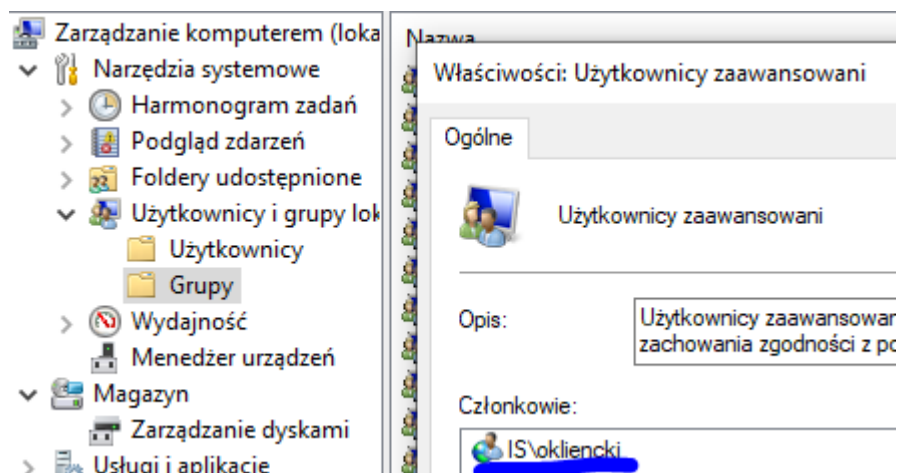 Zarządzanie komputerem (loka
Narzędzia systemowe
Harmonogram zadań
Podgląd zdarzeń
Foldery udostępnione
Użytkownicy i grupy lok
Użytkownicy
Grupy
Wydajność
Menedżer urządzeń
Magazyn
Zarządzanie dyskami
Usługi i aplikacje
Nazwa
Właściwości: Użytkownicy zaawansowani
Ogólne
Użytkownicy zaawansowani
Opis:
Użytkownicy zaawansowan
zachowania zgodności z po
Członkowie:
IS\okliencki